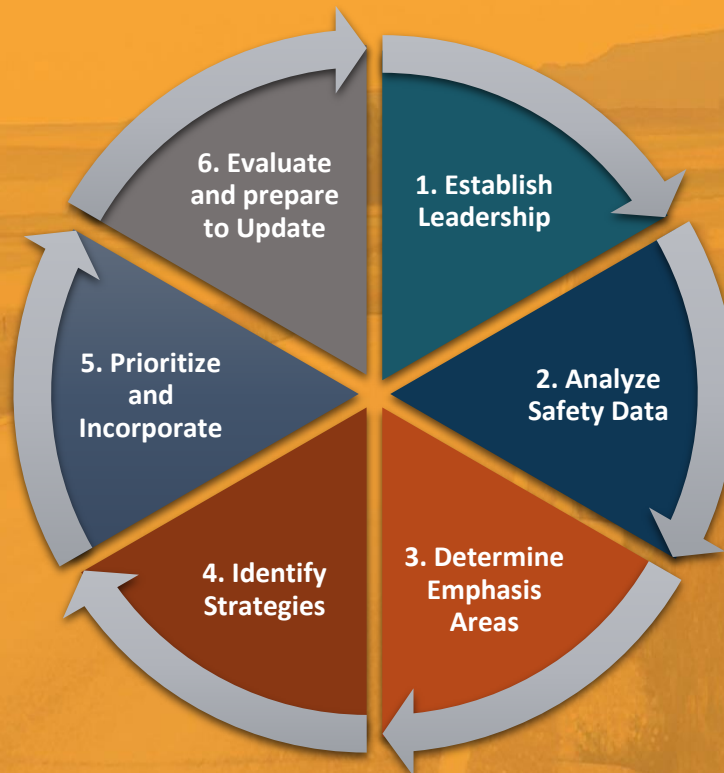 1. Establish
Leadership
2. Analyze
Safety Data
3. Determine
Emphasis
Areas
4. Identify
Strategies
5. Prioritize
and
Incorporate
6. Evaluate
and prepare
to Update